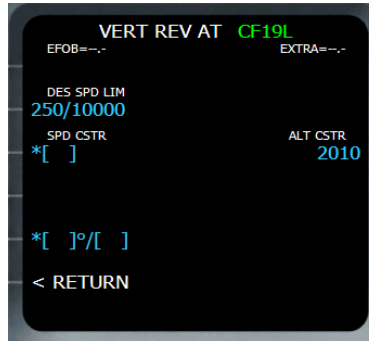 VERT REV AT CF19L
EFOB=--.- EXTRA=--.-
DES SPD LIM
250/10000
SPD CSTR ALT CSTR
*[ ] 2010
*[ ]°/[ ]
< RETURN